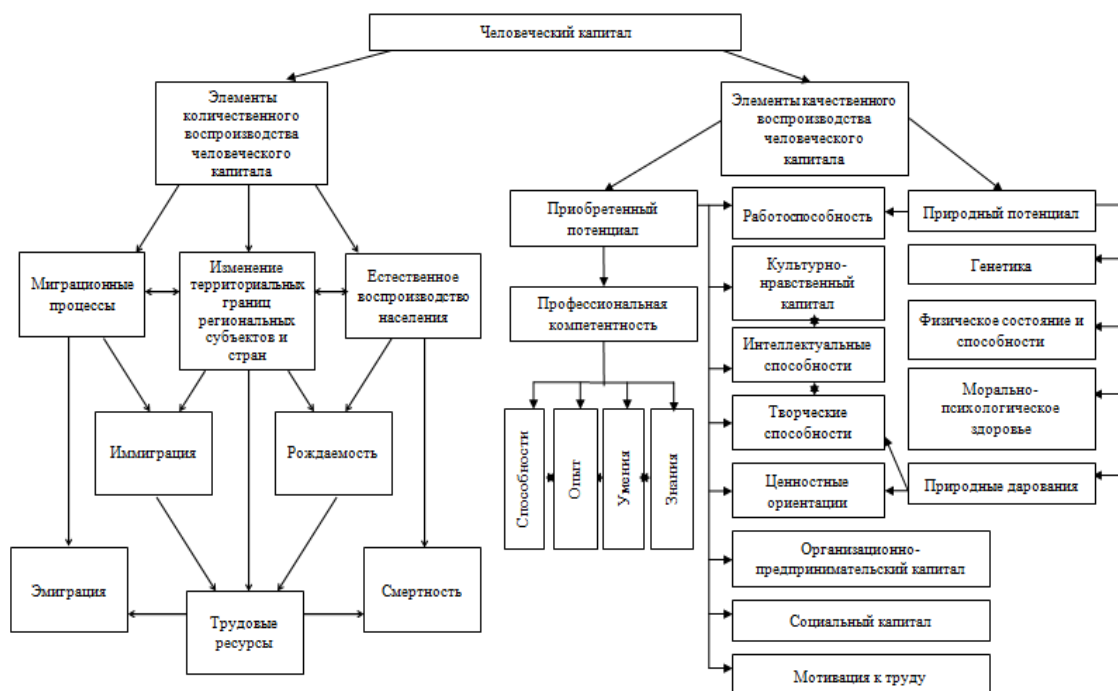 Человеческий капитал
Элементы
количественного
воспроизводства
человеческого
капитала
Элементы качественного
воспроизводства
человеческого
капитала
Миграционные
процессы
Изменение
территориальных
границ
региональных
субъектов и
стран
Естественное
воспроизводство
населения
Иммиграция
Рождаемость
Эмиграция
Трудовые
ресурсы
Смертность
Приобретенный
потенциал
Профессиональная
компетентность
Способности
Опыт
Умения
Знания
Работоспособность
Культурно-
нравственный
капитал
Интеллектуальные
способности
Творческие
способности
Ценностные
ориентации
Организационно-
предпринимательский капитал
Социальный капитал
Мотивация к труду
Природный потенциал
Генетика
Физическое состояние и
способности
Морально-
психологическое
здоровье
Природные дарования